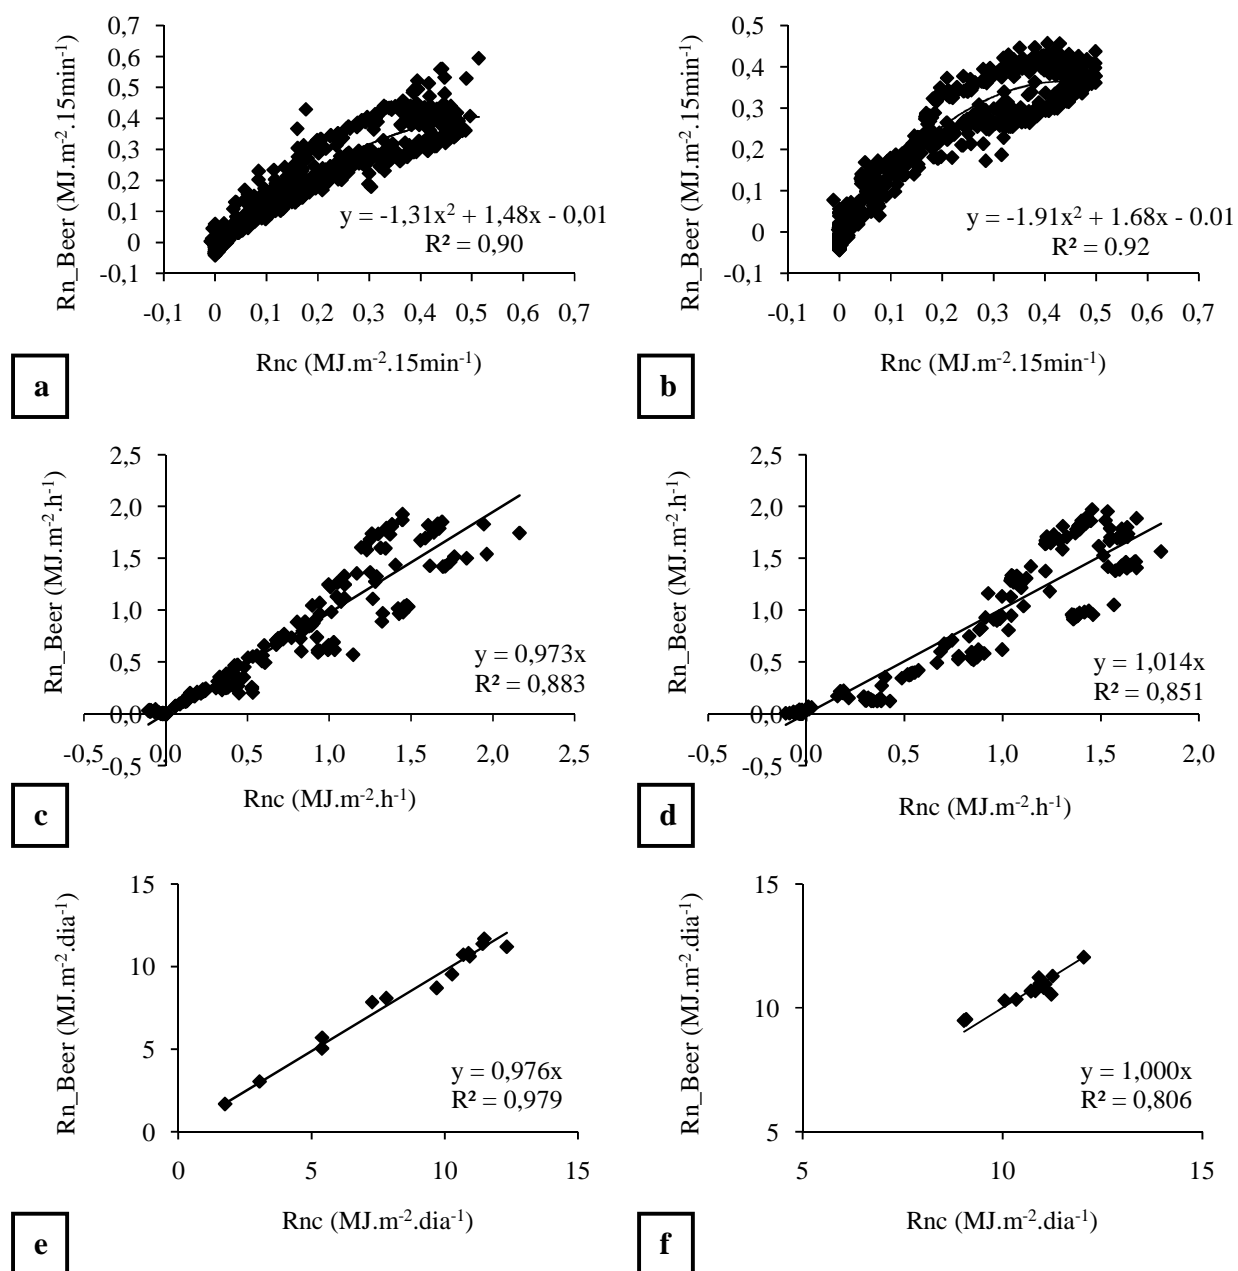 Rn_Beer (MJ.m⁻².15min⁻¹)
0,7
0,6
0,5
0,4
0,3
0,2
0,1
0
-0,1
-0,1 0 0,1 0,2 0,3 0,4 0,5 0,6 0,7
y = -1,31x² + 1,48x - 0,01
R² = 0,90
Rnc (MJ.m⁻².15min⁻¹)
a
Rn_Beer (MJ.m⁻².15min⁻¹)
0,5
0,4
0,3
0,2
0,1
0
-0,1
-0,1 0 0,1 0,2 0,3 0,4 0,5 0,6 0,7
y = -1.91x² + 1.68x - 0.01
R² = 0.92
Rnc (MJ.m⁻².15min⁻¹)
b
Rn_Beer (MJ.m⁻².h⁻¹)
2,5
2,0
1,5
1,0
0,5
0,0
-0,5
-0,5 0,0 0,5 1,0 1,5 2,0 2,5
y = 0,973x
R² = 0,883
Rnc (MJ.m⁻².h⁻¹)
c
Rn_Beer (MJ.m⁻².h⁻¹)
2,5
2,0
1,5
1,0
0,5
0,0
-0,5
-0,5 0,0 0,5 1,0 1,5 2,0
y = 1,014x
R² = 0,851
Rnc (MJ.m⁻².h⁻¹)
d
Rn_Beer (MJ.m⁻².dia⁻¹)
15
10
5
0
0 5 10 15
y = 0,976x
R² = 0,979
Rnc (MJ.m⁻².dia⁻¹)
e
Rn_Beer (MJ.m⁻².dia⁻¹)
15
10
5
5 10 15
y = 1,000x
R² = 0,806
Rnc (MJ.m⁻².dia⁻¹)
f